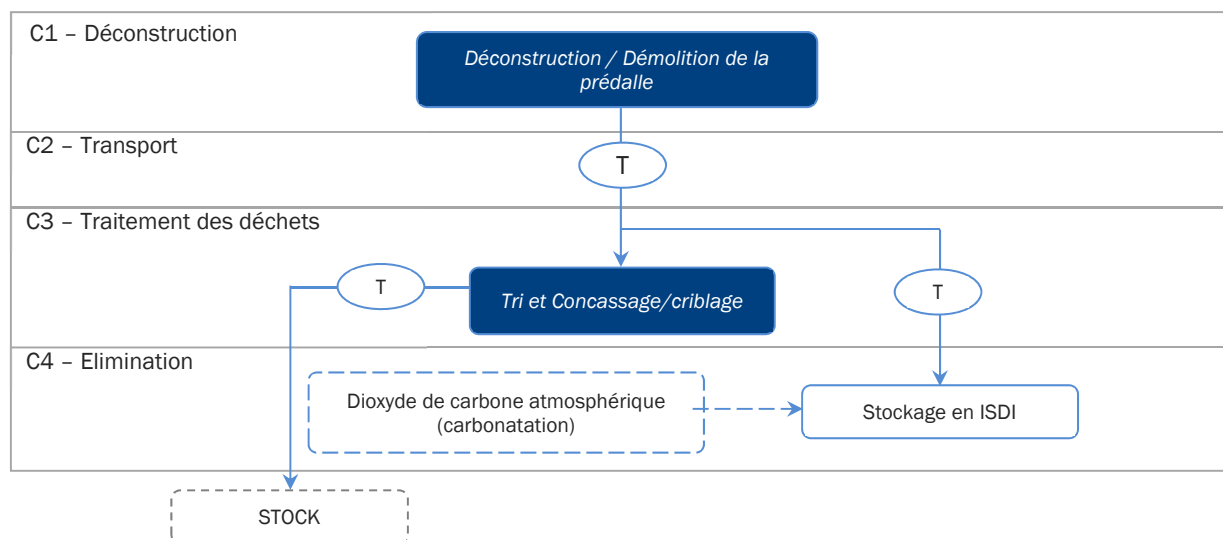 C1 – Déconstruction
Déconstruction / Démolition de la
prédalle
C2 – Transport
T
C3 – Traitement des déchets
T
Tri et Concassage/criblage
T
C4 – Elimination
Dioxyde de carbone atmosphérique
(carbonatation)
Stockage en ISDI
STOCK